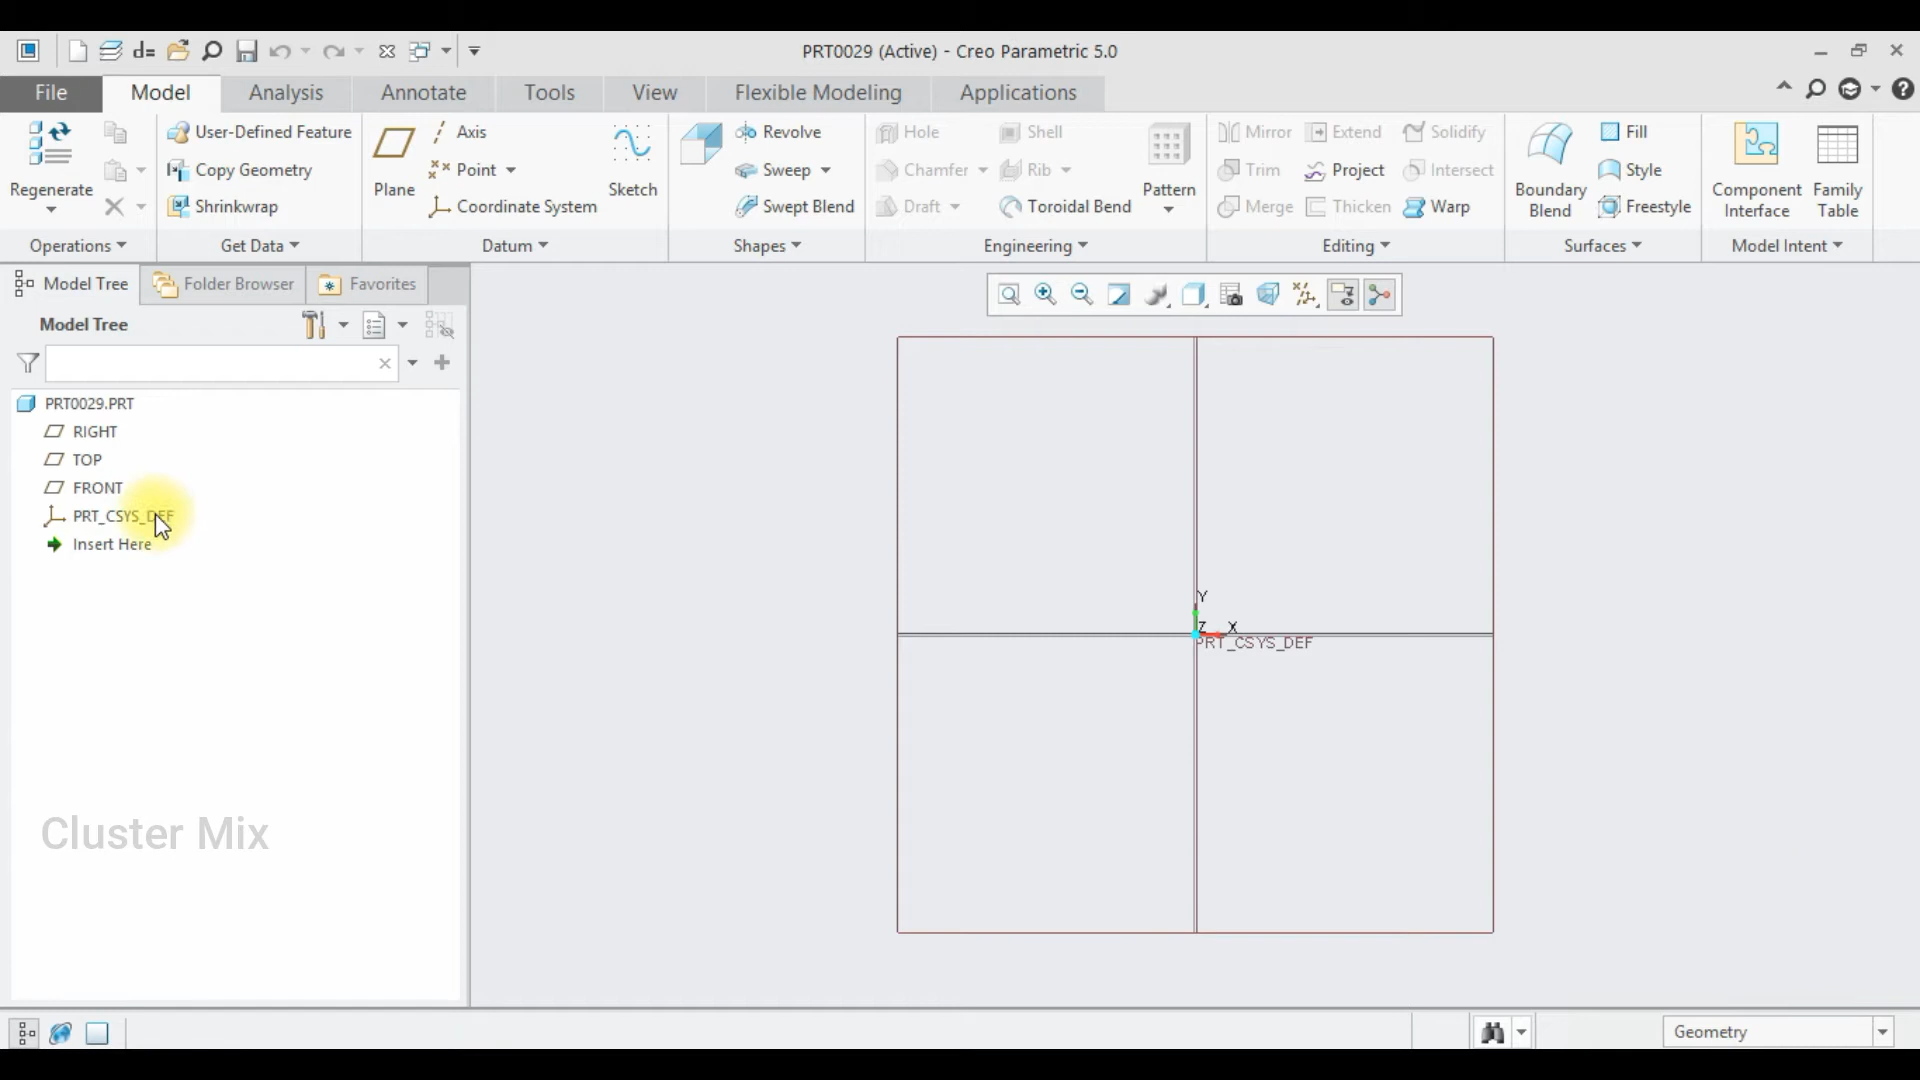 d=
PRT0029 (Active) - Creo Parametric 5.0
File Model Analysis Annotate Tools View Flexible Modeling Applications
Regenerate
Operations
User-Defined Feature
Copy Geometry
Shrinkwrap
Get Data
Plane
Axis
Point
Coordinate System
Sketch
Datum
Revolve
Sweep
Swept Blend
Shapes
Hole
Chamfer
Draft
Shell
Rib
Toroidal Bend
Pattern
Engineering
Mirror
Trim
Merge
Extend
Project
Thicken
Solidify
Intersect
Warp
Editing
Boundary
Blend
Fill
Style
Freestyle
Surfaces
Component
Interface
Family
Table
Model Intent
Model Tree
Folder Browser
Favorites
Model Tree
PRT0029.PRT
RIGHT
TOP
FRONT
PRT_CSYS_DEF
Insert Here
Cluster Mix
Y
Z
X
PRT_CSYS_DEF
Geometry